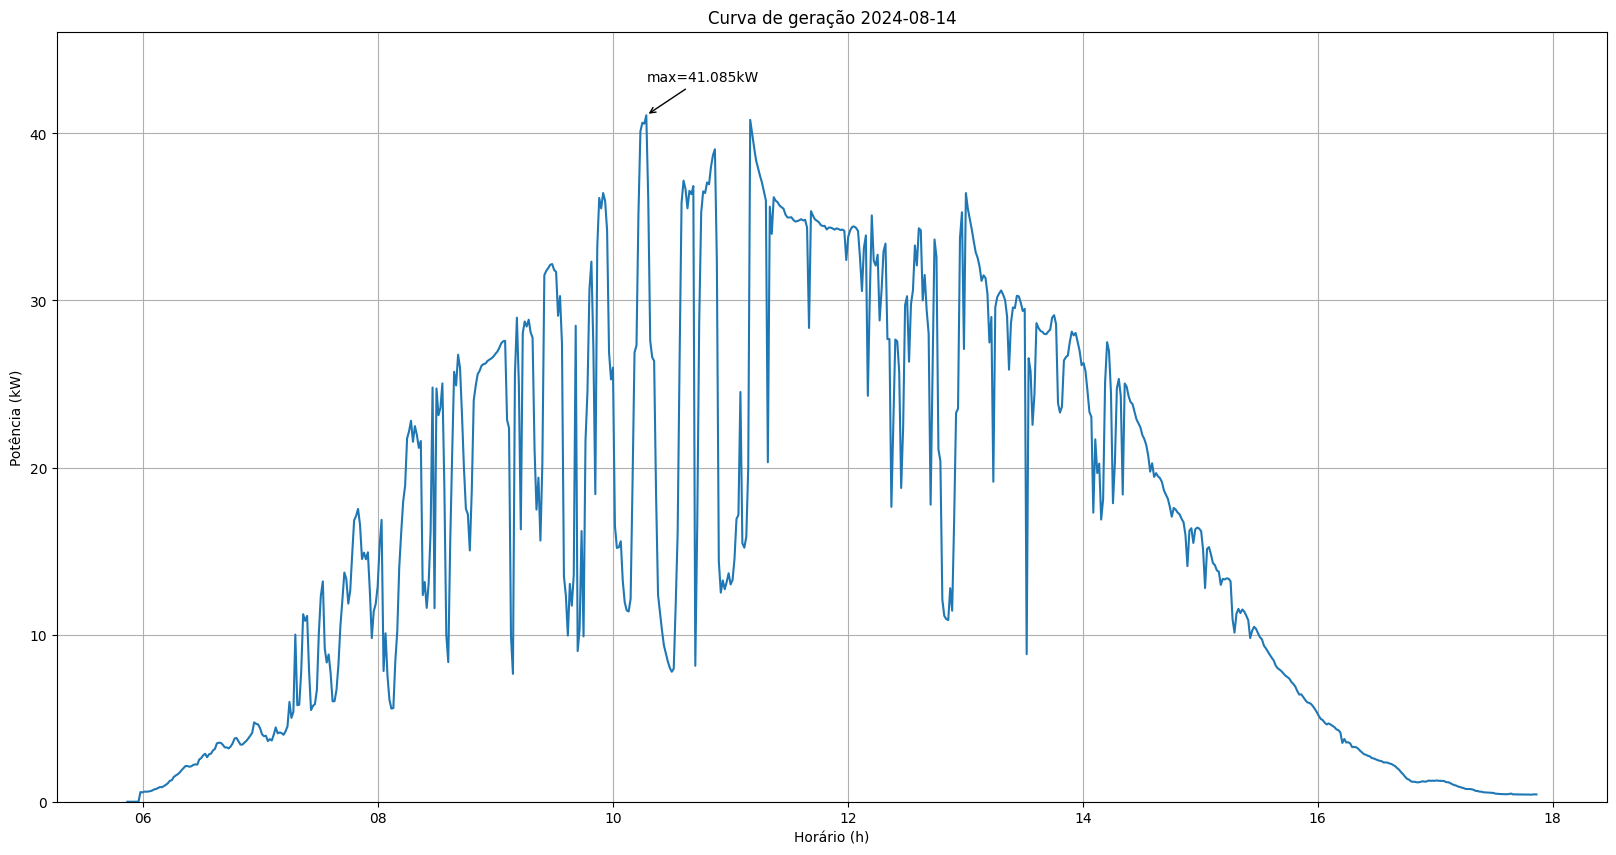 Curva de geração 2024-08-14
max=41.085kW
Potência (kW)
40
30
20
10
0
06 08 10 12 14 16 18
Horário (h)